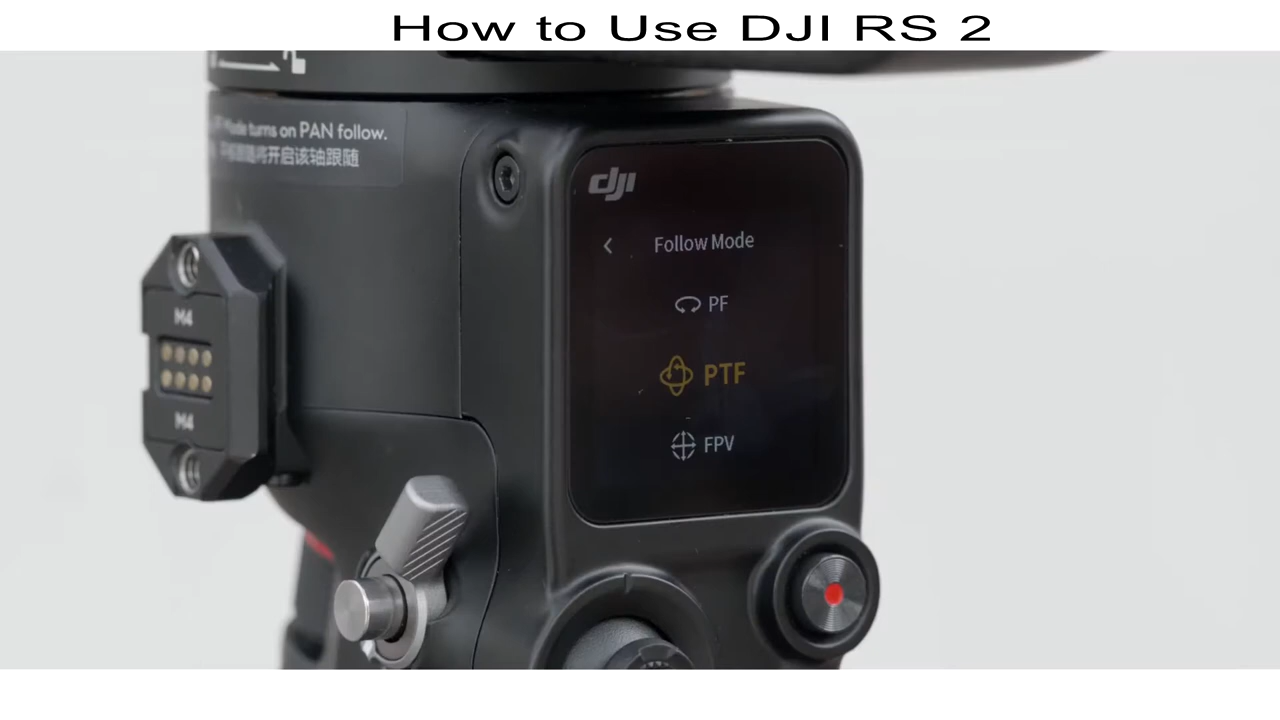 How to Use DJI RS 2
turns on PAN follow.
将开启该轴跟随
dji
Follow Mode
PF
M4
PTF
M4
FPV